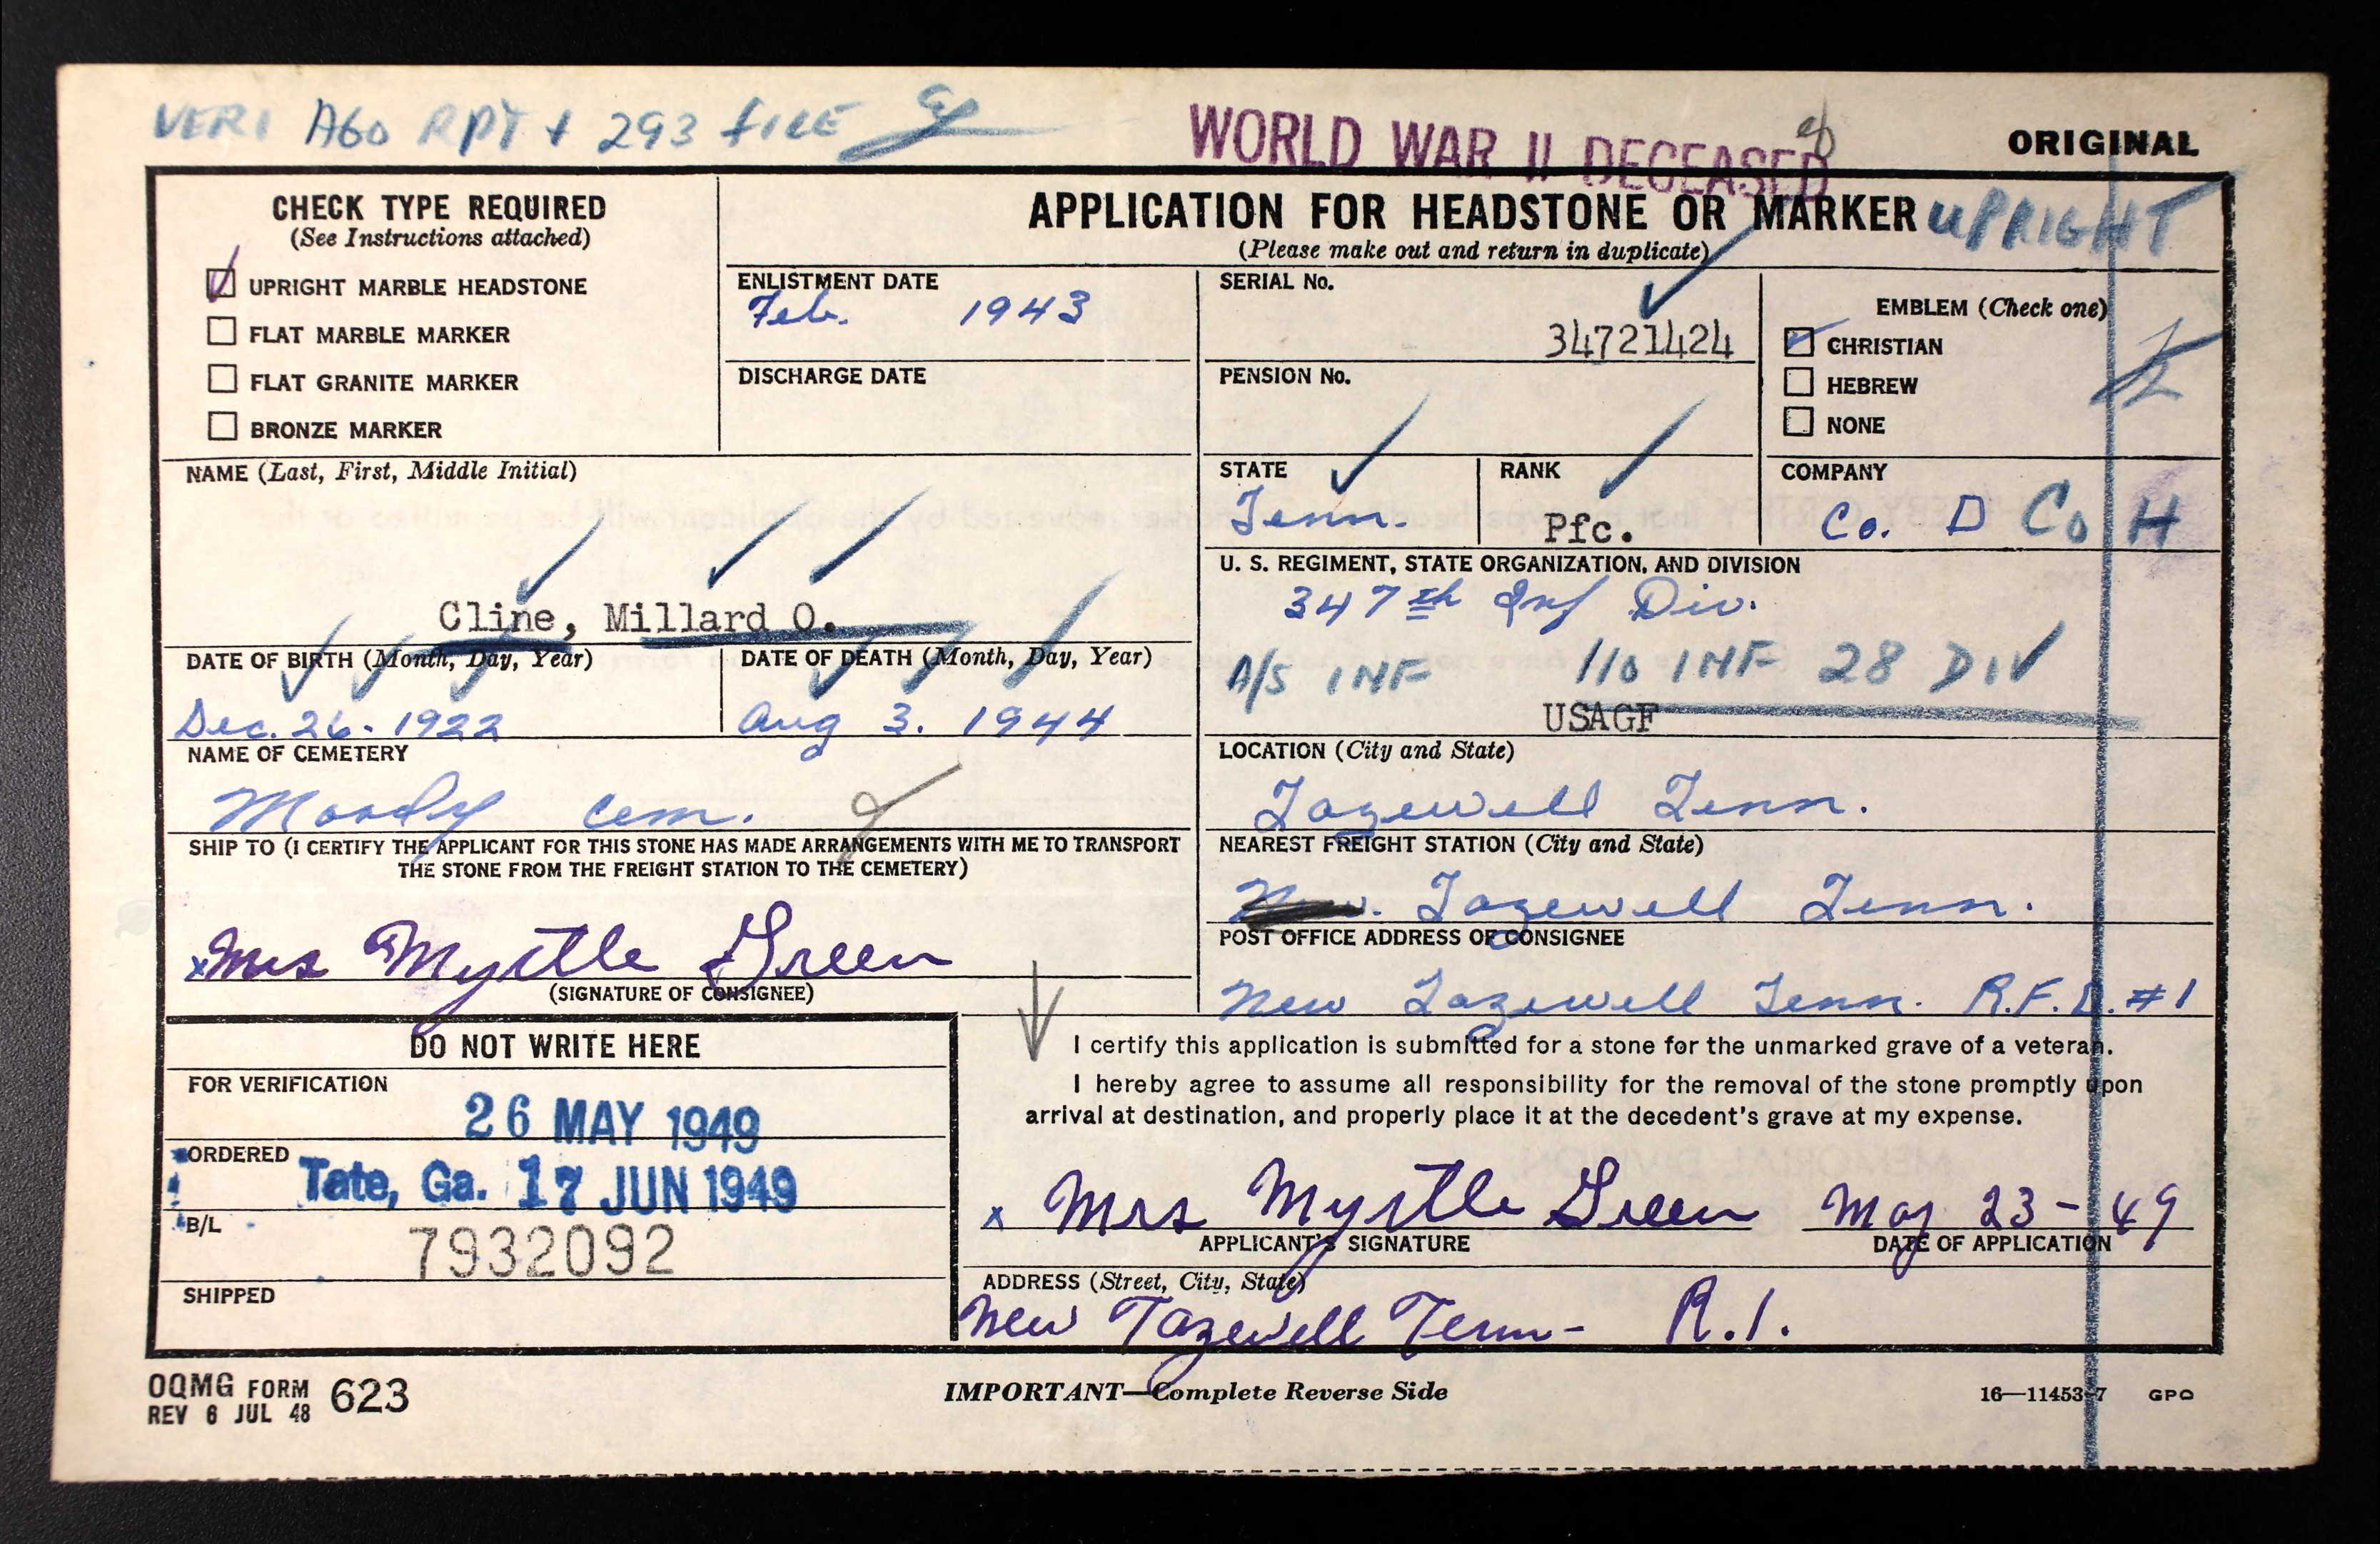 VERI AGO RPT + 293 FILE
WORLD WAR II DECEASED
ORIGINAL
CHECK TYPE REQUIRED
(See Instructions attached)
UPRIGHT MARBLE HEADSTONE
FLAT MARBLE MARKER
FLAT GRANITE MARKER
BRONZE MARKER
APPLICATION FOR HEADSTONE OR MARKER UPRIGHT
(Please make out and return in duplicate)
ENLISTMENT DATE
Feb. 1943
DISCHARGE DATE
SERIAL No.
34721424
PENSION No.
EMBLEM (Check one)
CHRISTIAN
HEBREW
NONE
NAME (Last, First, Middle Initial)
Cline, Millard O.
STATE
Tenn.
RANK
Pfc.
COMPANY
Co. D Co H
U. S. REGIMENT, STATE ORGANIZATION, AND DIVISION
347th Inf Div.
A/S INF 110 INF 28 DIV
USAGF
DATE OF BIRTH (Month, Day, Year)
Dec. 26- 1922
DATE OF DEATH (Month, Day, Year)
Aug 3. 1944
NAME OF CEMETERY
Moody Cem.
LOCATION (City and State)
Tazewell Tenn.
SHIP TO (I CERTIFY THE APPLICANT FOR THIS STONE HAS MADE ARRANGEMENTS WITH ME TO TRANSPORT
THE STONE FROM THE FREIGHT STATION TO THE CEMETERY)
x Mrs Myrtle Green
(SIGNATURE OF CONSIGNEE)
NEAREST FREIGHT STATION (City and State)
Tazewell Tenn.
POST OFFICE ADDRESS OF CONSIGNEE
New Tazewell Tenn. R.F.D. #1
DO NOT WRITE HERE
FOR VERIFICATION
26 MAY 1949
ORDERED
Tate, Ga. 17 JUN 1949
B/L
7932092
SHIPPED
I certify this application is submitted for a stone for the unmarked grave of a veteran.
I hereby agree to assume all responsibility for the removal of the stone promptly upon
arrival at destination, and properly place it at the decedent's grave at my expense.
x Mrs Myrtle Green May 23-49
APPLICANT'S SIGNATURE
DATE OF APPLICATION
ADDRESS (Street, City, State)
New Tazewell Tenn- R.1.
OQMG FORM 623
REV 6 JUL 48
IMPORTANT—Complete Reverse Side
16—11453-7 GPO